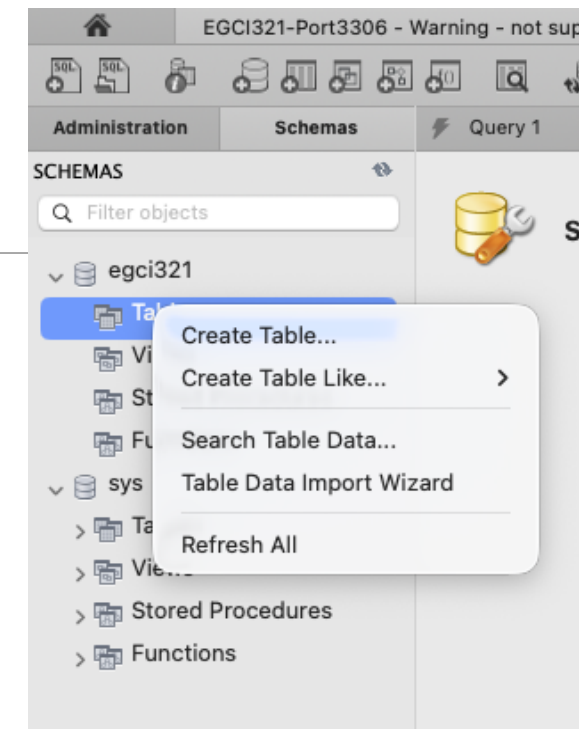 EGCI321-Port3306 - Warning - not sup
SQL SQL
Administration Schemas Query 1
SCHEMAS
Filter objects
S
egci321
Create Table...
Create Table Like...
Search Table Data...
Table Data Import Wizard
Refresh All
sys
Views
Stored Procedures
Functions